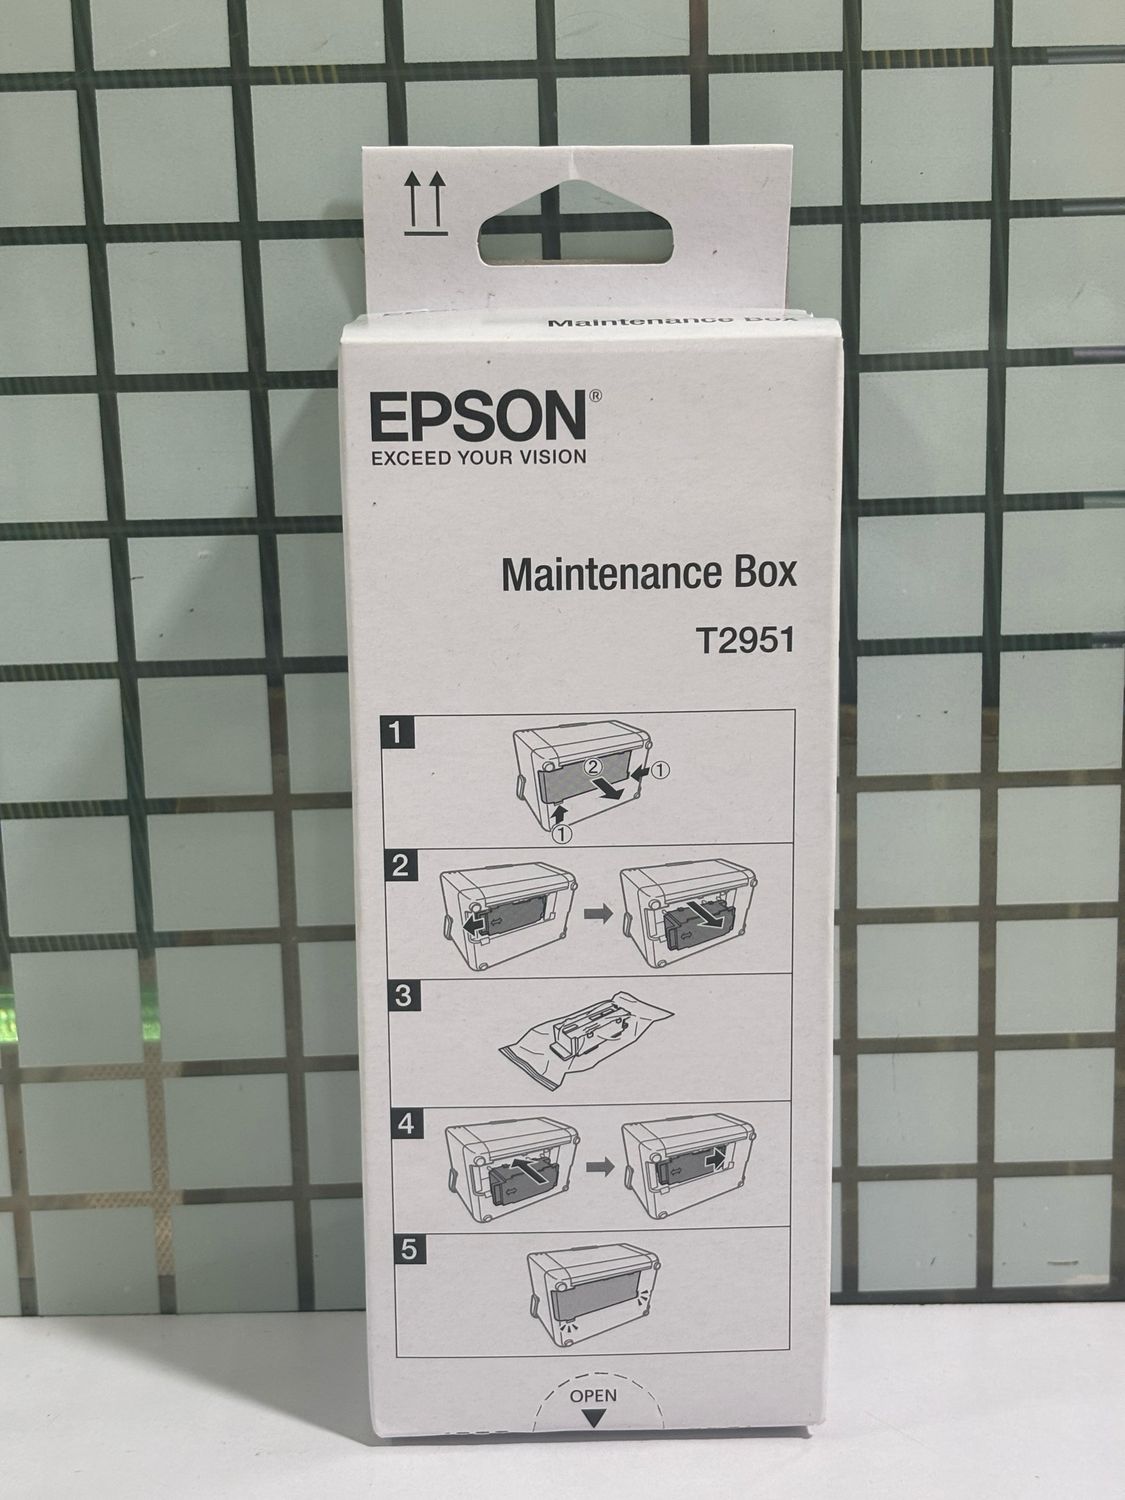 Maintenance Box
EPSON®
EXCEED YOUR VISION
Maintenance Box
T2951
1
② ①
①
2
3
4
5
OPEN